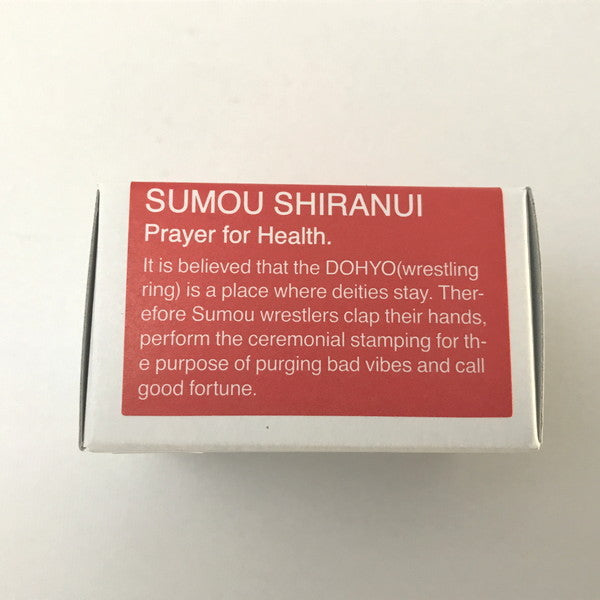 SUMOU SHIRANUI
Prayer for Health.
It is believed that the DOHYO(wrestling
ring) is a place where deities stay. Ther-
efore Sumou wrestlers clap their hands,
perform the ceremonial stamping for th-
e purpose of purging bad vibes and call
good fortune.